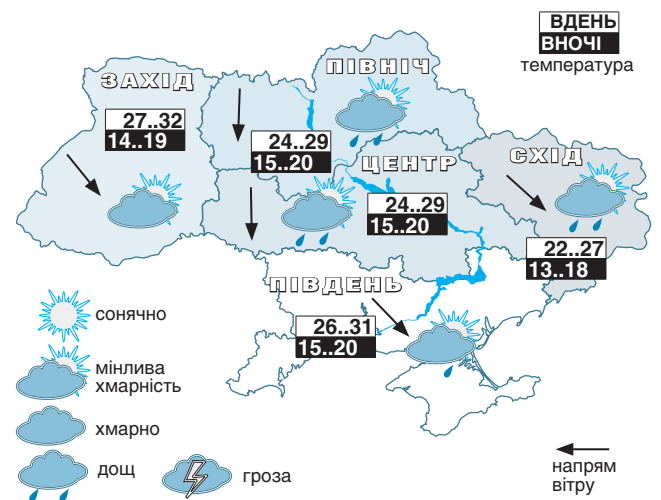 ВДЕНЬ
ВНОЧІ
температура
ЗАХІД
27..32
14..19
ПІВНІЧ
24..29
15..20
ЦЕНТР
24..29
15..20
СХІД
22..27
13..18
ПІВДЕНЬ
26..31
15..20
сонячно
мінлива
хмарність
хмарно
дощ
гроза
напрям
вітру